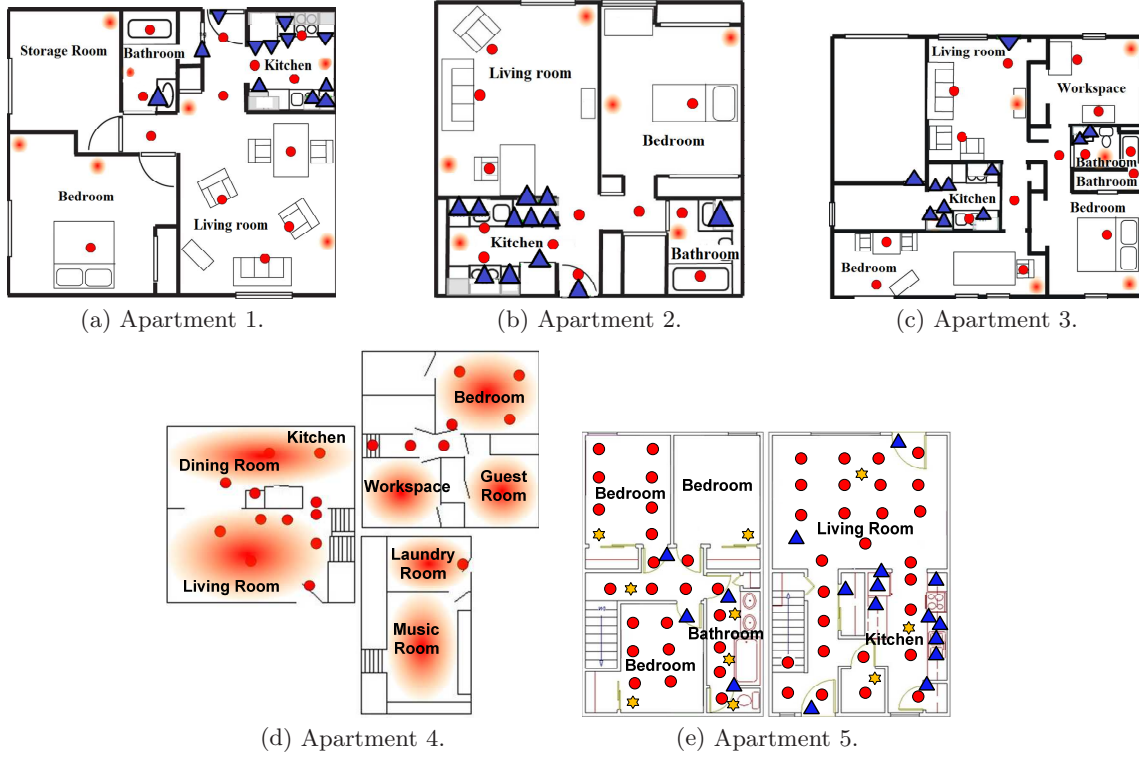 Storage Room
Bathroom
Kitchen
Bedroom
Living room
(a) Apartment 1.
Living room
Bedroom
Kitchen
Bathroom
(b) Apartment 2.
Living room
Workspace
Bathroom
Bathroom
Kitchen
Bedroom
Bedroom
(c) Apartment 3.
Bedroom
Kitchen
Dining Room
Workspace
Guest
Room
Living Room
Laundry
Room
Music
Room
(d) Apartment 4.
Bedroom
Bedroom
Living Room
Bathroom
Kitchen
Bedroom
(e) Apartment 5.